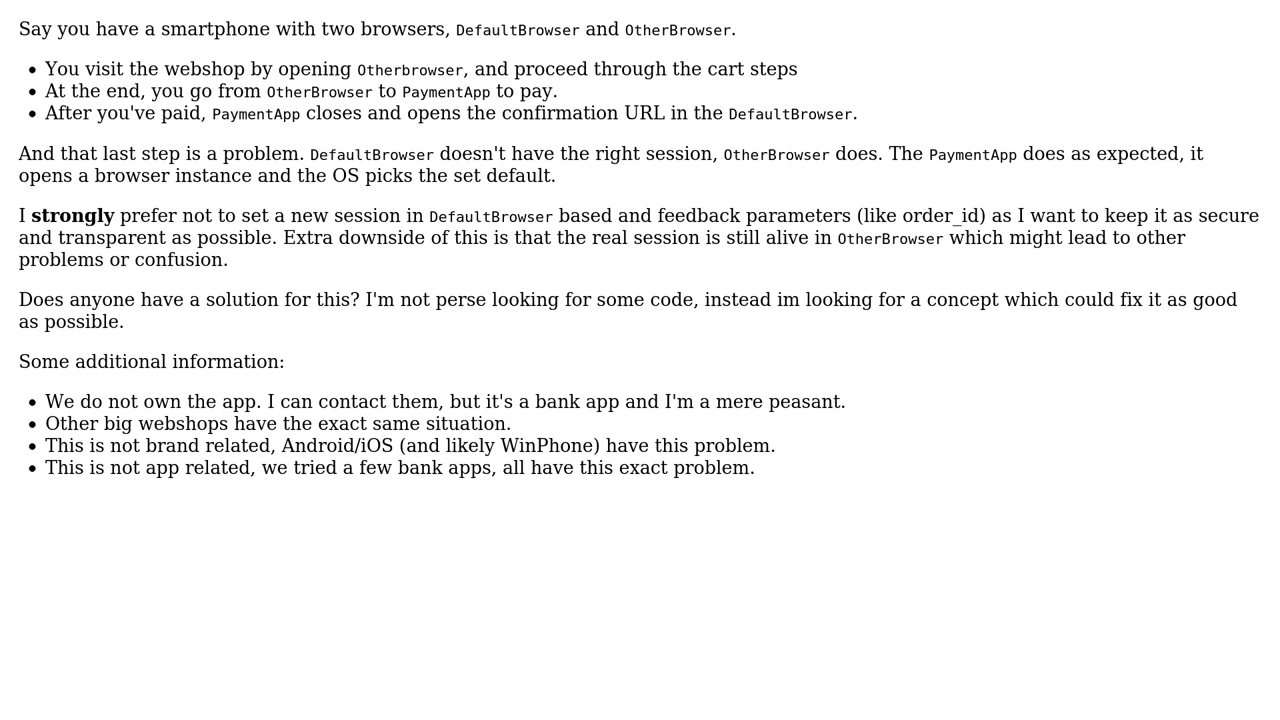 Say you have a smartphone with two browsers, DefaultBrowser and OtherBrowser.
• You visit the webshop by opening Otherbrowser, and proceed through the cart steps
• At the end, you go from OtherBrowser to PaymentApp to pay.
• After you've paid, PaymentApp closes and opens the confirmation URL in the DefaultBrowser.
And that last step is a problem. DefaultBrowser doesn't have the right session, OtherBrowser does. The PaymentApp does as expected, it
opens a browser instance and the OS picks the set default.
I strongly prefer not to set a new session in DefaultBrowser based and feedback parameters (like order_id) as I want to keep it as secure
and transparent as possible. Extra downside of this is that the real session is still alive in OtherBrowser which might lead to other
problems or confusion.
Does anyone have a solution for this? I'm not perse looking for some code, instead im looking for a concept which could fix it as good
as possible.
Some additional information:
• We do not own the app. I can contact them, but it's a bank app and I'm a mere peasant.
• Other big webshops have the exact same situation.
• This is not brand related, Android/iOS (and likely WinPhone) have this problem.
• This is not app related, we tried a few bank apps, all have this exact problem.